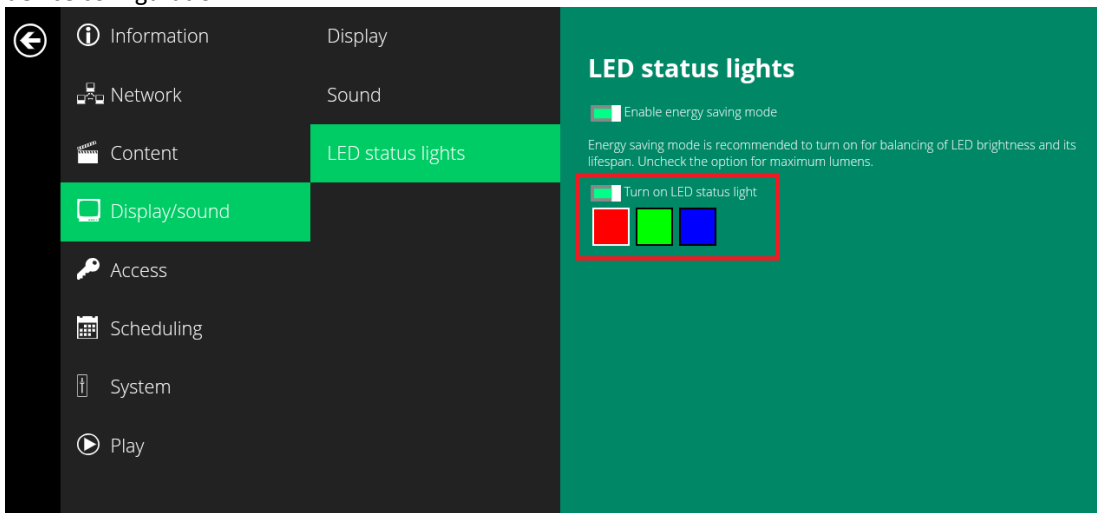 Information
Network
Content
Display/sound
Access
Scheduling
System
Play
Display
Sound
LED status lights
LED status lights
Enable energy saving mode
Energy saving mode is recommended to turn on for balancing of LED brightness and its
lifespan. Uncheck the option for maximum lumens.
Turn on LED status light